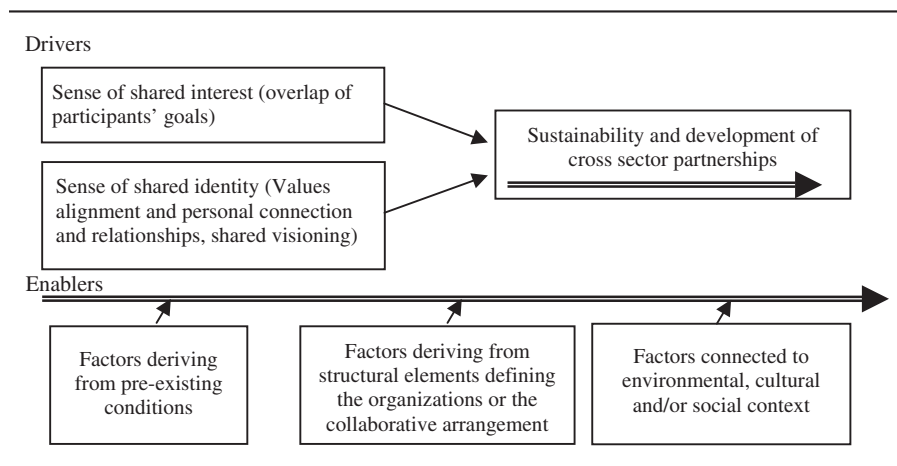 Drivers
Sense of shared interest (overlap of
participants’ goals)
Sustainability and development of
cross sector partnerships
Sense of shared identity (Values
alignment and personal connection
and relationships, shared visioning)
Enablers
Factors deriving
from pre-existing
conditions
Factors deriving from
structural elements defining
the organizations or the
collaborative arrangement
Factors connected to
environmental, cultural
and/or social context